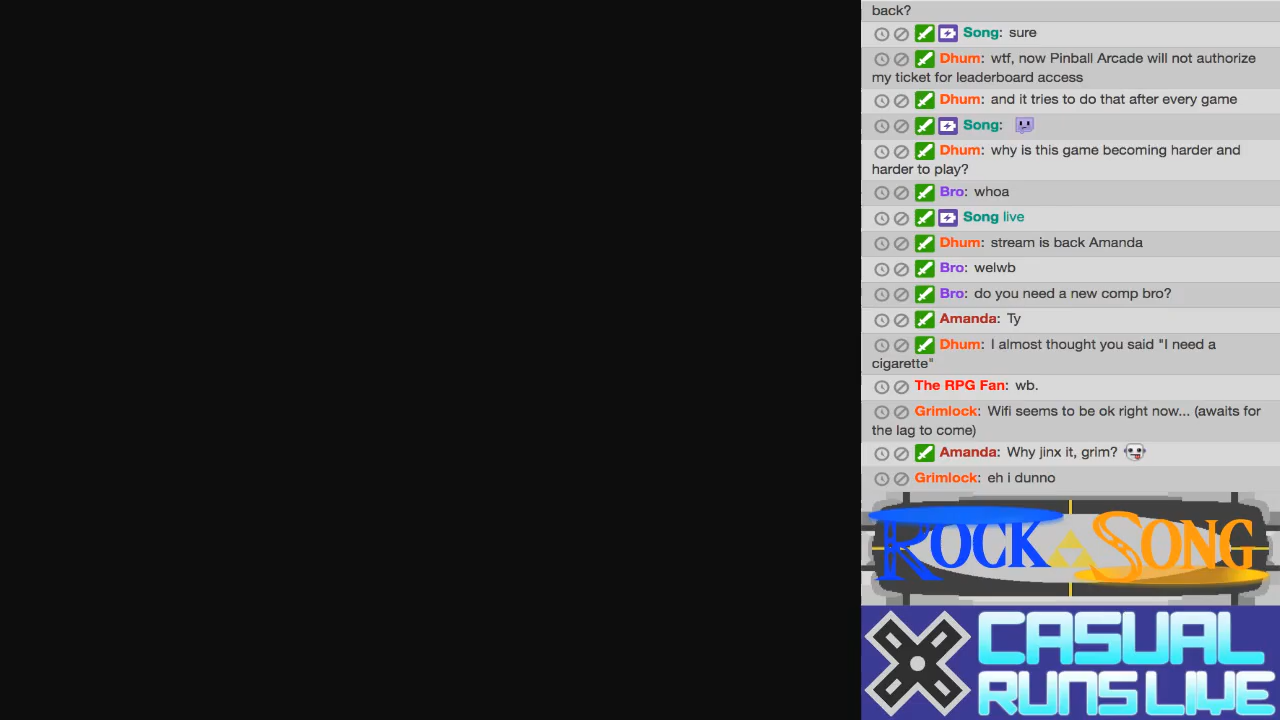 back?
Song: sure
Dhum: wtf, now Pinball Arcade will not authorize
my ticket for leaderboard access
Dhum: and it tries to do that after every game
Song:
Dhum: why is this game becoming harder and
harder to play?
Bro: whoa
Song live
Dhum: stream is back Amanda
Bro: welwb
Bro: do you need a new comp bro?
Amanda: Ty
Dhum: I almost thought you said "I need a
cigarette"
The RPG Fan: wb.
Grimlock: Wifi seems to be ok right now... (awaits for
the lag to come)
Amanda: Why jinx it, grim?
Grimlock: eh i dunno
ROCK SONG
CASUAL
RUNS LIVE